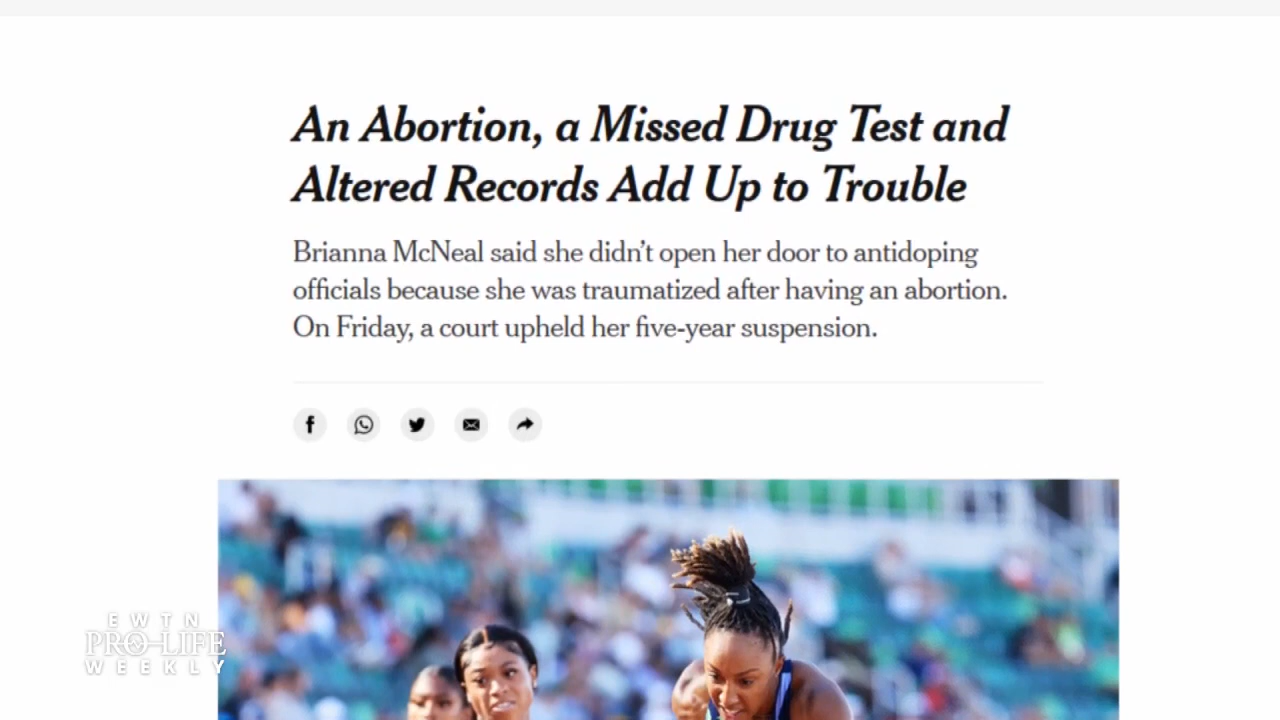 An Abortion, a Missed Drug Test and
Altered Records Add Up to Trouble
Brianna McNeal said she didn’t open her door to antidoping
officials because she was traumatized after having an abortion.
On Friday, a court upheld her five-year suspension.
EWTN
PRO-LIFE
WEEKLY